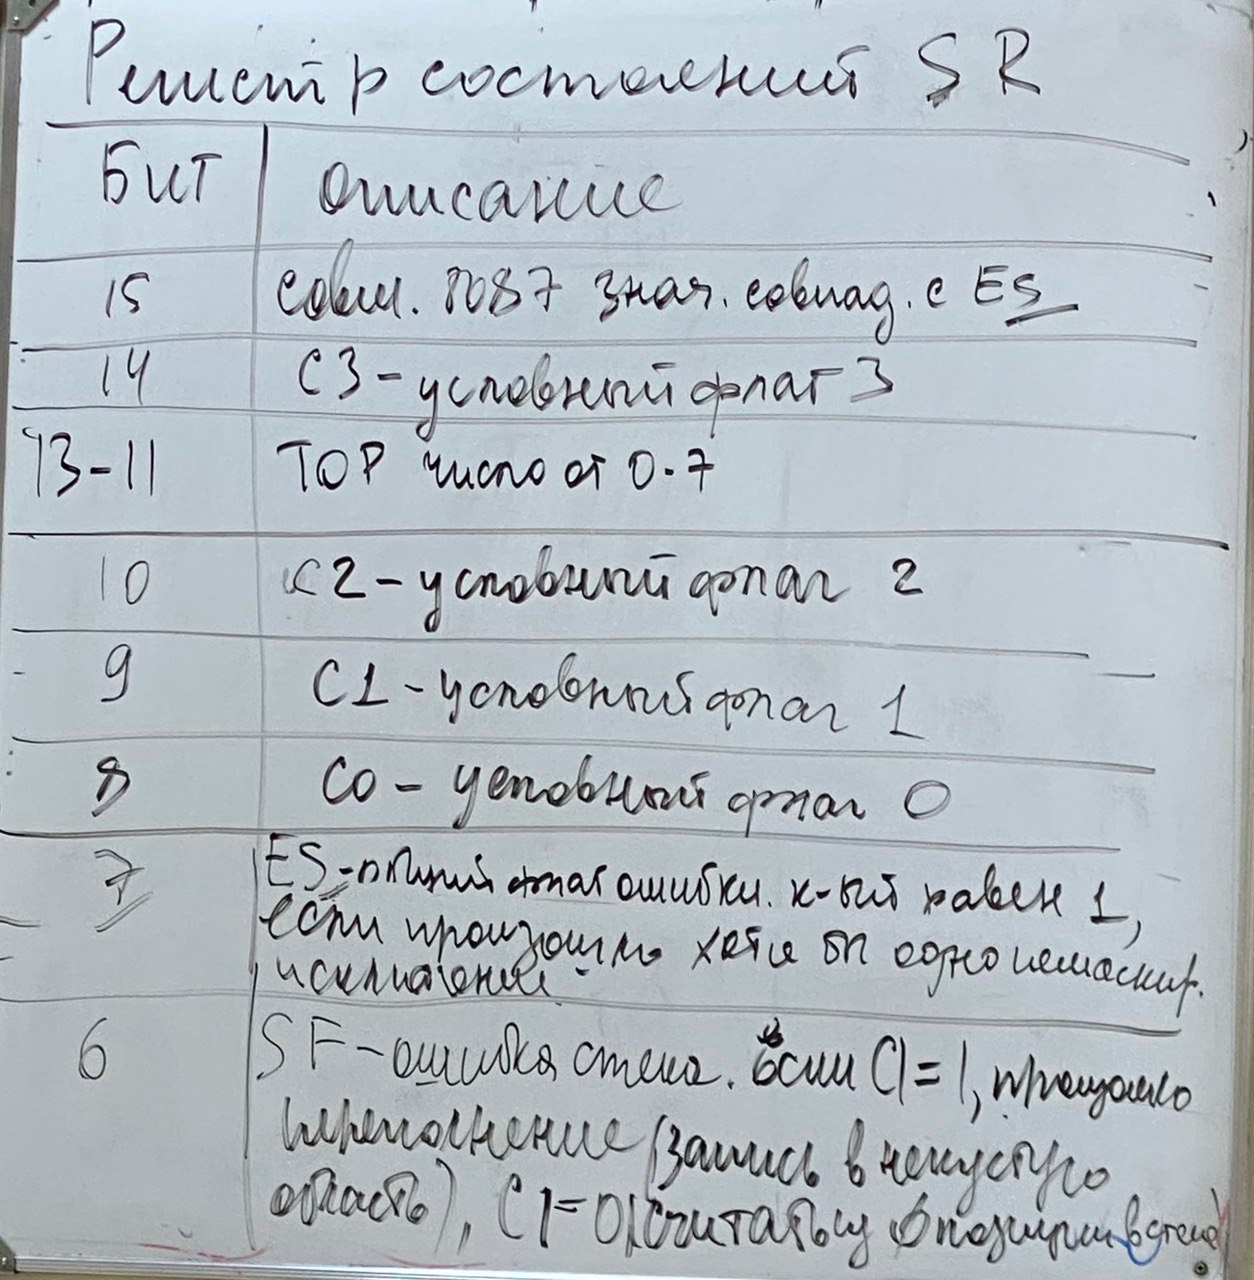 Регистр состояний SR
Бит описание
15 совм. 8087 знач. совпад. с ES
14 C3 - условный флаг 3
13-11 TOP число от 0-7
10 C2 - условный флаг 2
9 C1 - условный флаг 1
8 C0 - условный флаг 0
7 ES - общий флаг ошибки. к-ый равен 1,
если произошло хотя бы одно немаскир.
исключение.
6 SF - ошибка стека. если C1=1, произошло
переполнение (запись в непустую
область), C1=0 (считать из позиции в стеке)